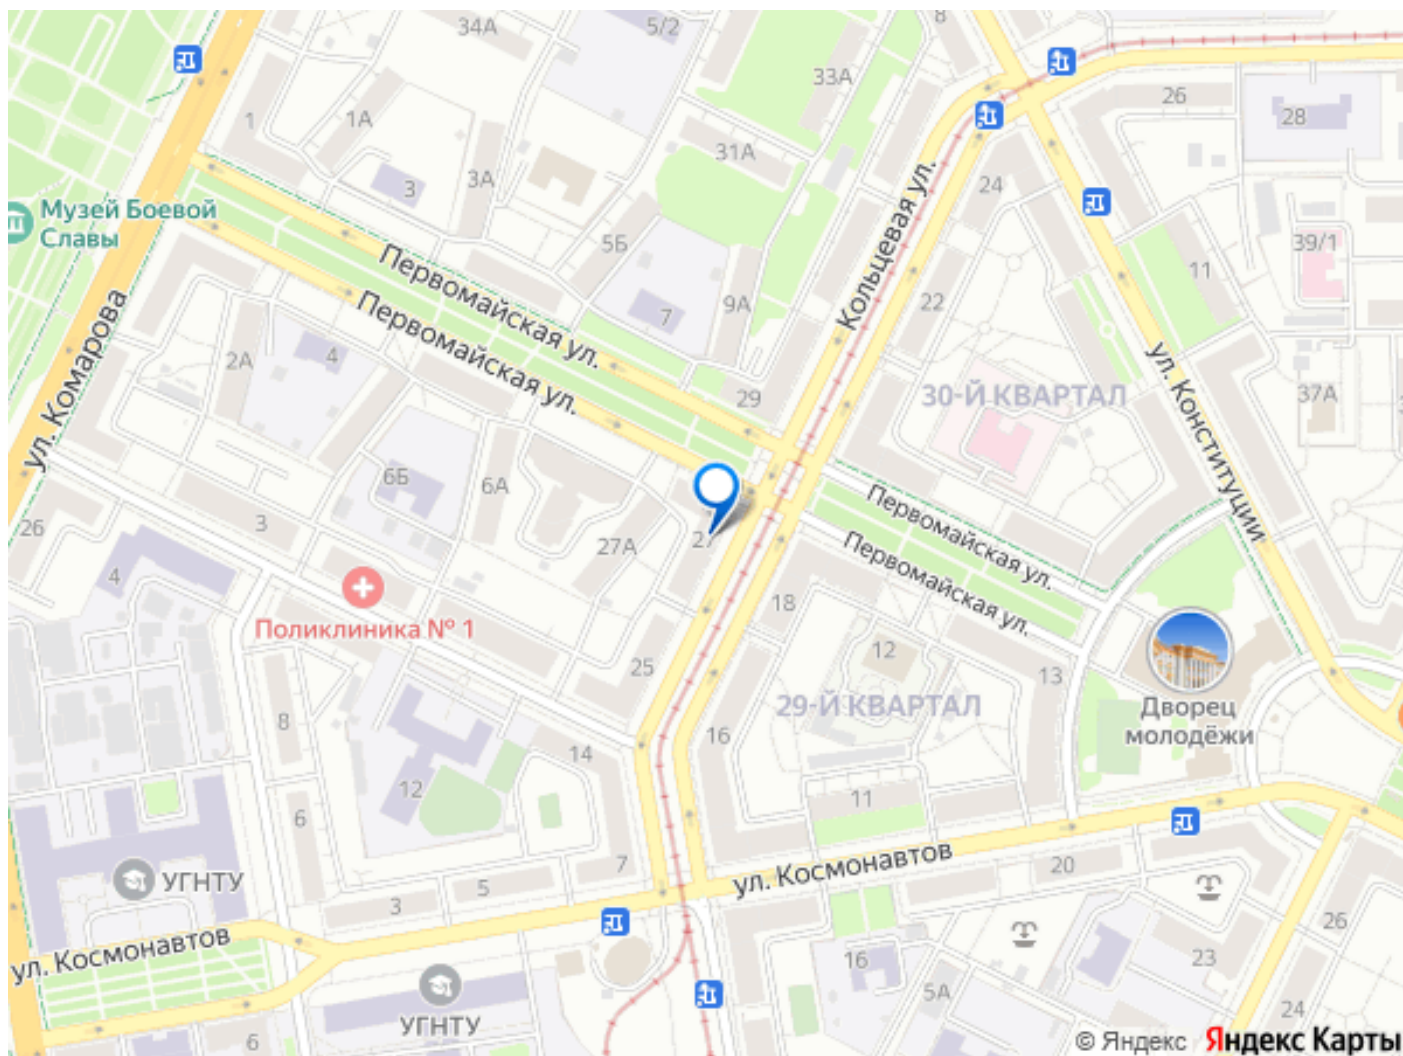 34А
5/2
8
33А
26
28
1
1А
31А
3А
3
24
Музей Боевой
Славы
5Б
39/1
11
22
Кольцевая ул.
Первомайская ул.
Первомайская ул.
7
9А
ул. Комарова
2А
4
29
30-Й КВАРТАЛ
37А
ул. Конституции
6Б
6А
3
26
27А
27
Первомайская ул.
Первомайская ул.
4
Поликлиника № 1
18
12
25
13
29-Й КВАРТАЛ
Дворец
молодёжи
8
16
14
12
11
6
7
5
3
УГНТУ
ул. Космонавтов
20
26
ул. Космонавтов
16
23
5А
24
УГНТУ
6
© Яндекс Яндекс Карты